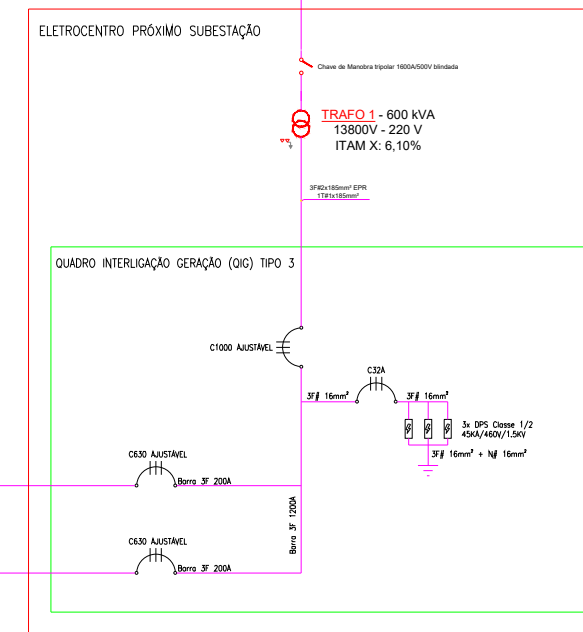 ELETROCENTRO PRÓXIMO SUBESTAÇÃO
Chave de Manobra tripolar 1600A/500V blindada
TRAFO 1 - 600 kVA
13800V - 220 V
ITAM X: 6,10%
3F#2x185mm² EPR
1T#1x185mm²
QUADRO INTERLIGAÇÃO GERAÇÃO (QIG) TIPO 3
C1000 AJUSTÁVEL
C32A
3F# 16mm²
3F# 16mm²
3x DPS Classe 1/2
45KA/460V/1.5KV
3F# 16mm² + N# 16mm²
C630 AJUSTÁVEL
Barra 3F 200A
Barra 3F 1200A
C630 AJUSTÁVEL
Barra 3F 200A